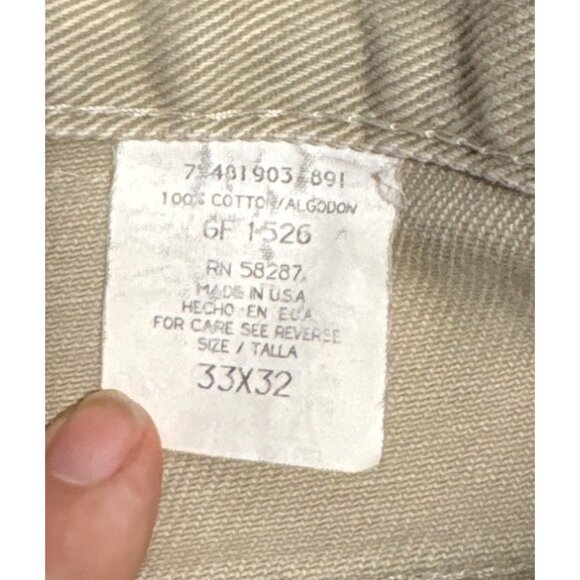 7 481903 891
100% COTTON/ALGODON
GF 1526
RN 58287
MADE IN U.S.A
HECHO EN EUA
FOR CARE SEE REVERSE
SIZE / TALLA
33X32